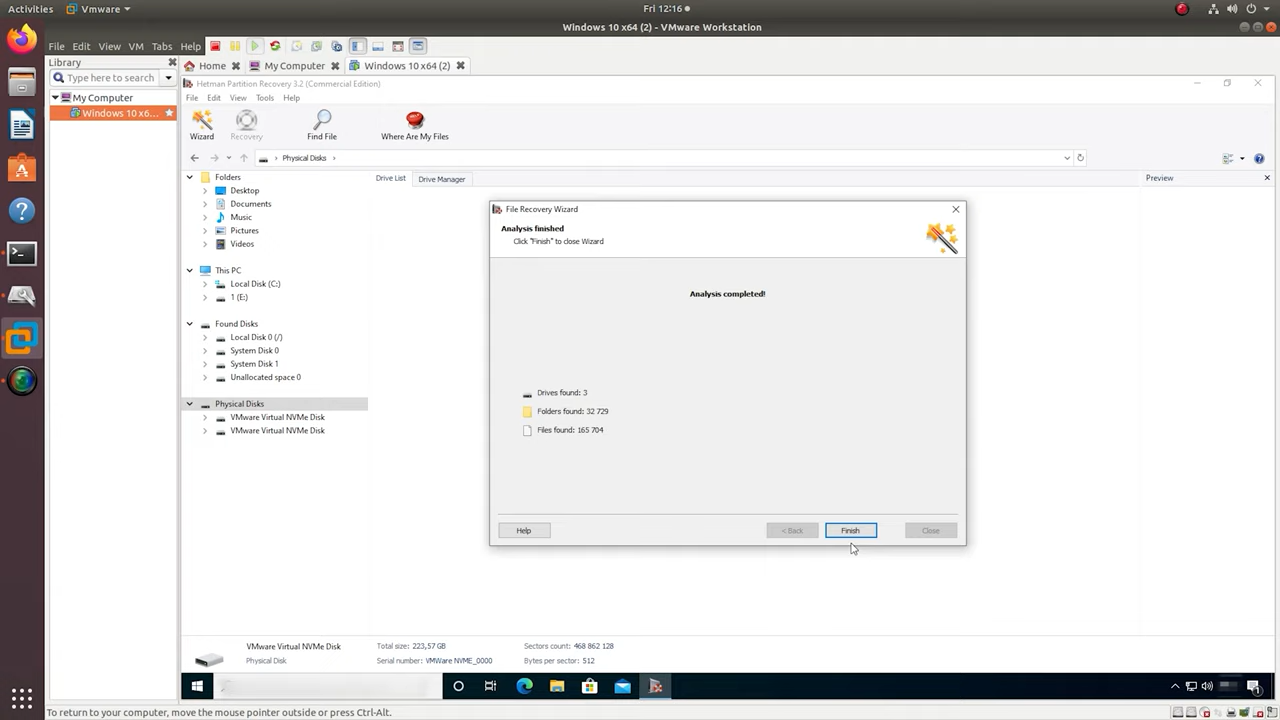 Activities VMware Fri 12:16
Windows 10 x64 (2) - VMware Workstation
File Edit View VM Tabs Help
Library
Home My Computer Windows 10 x64 (2)
Type here to search
Hetman Partition Recovery 3.2 (Commercial Edition)
My Computer
File Edit View Tools Help
Windows 10 x6...
Wizard Recovery Find File Where Are My Files
Physical Disks
Folders
Drive List Drive Manager Preview
Desktop
Documents
Music
Pictures
Videos
This PC
Local Disk (C:)
1 (E:)
Found Disks
Local Disk 0 (/)
System Disk 0
System Disk 1
Unallocated space 0
Physical Disks
VMware Virtual NVMe Disk
VMware Virtual NVMe Disk
File Recovery Wizard
Analysis finished
Click "Finish" to close Wizard
Analysis completed!
Drives found: 3
Folders found: 32 729
Files found: 165 704
Help < Back Finish Close
VMware Virtual NVMe Disk Total size: 223,57 GB Sectors count: 468 862 128
Physical Disk Serial number: VMWare NVME_0000 Bytes per sector: 512
To return to your computer, move the mouse pointer outside or press Ctrl-Alt.